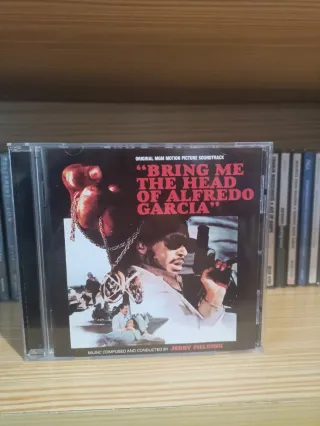 ORIGINAL MGM MOTION PICTURE SOUNDTRACK
"BRING ME
THE HEAD
OF ALFREDO
GARCIA"
MUSIC COMPOSED AND CONDUCTED BY JERRY FIELDING